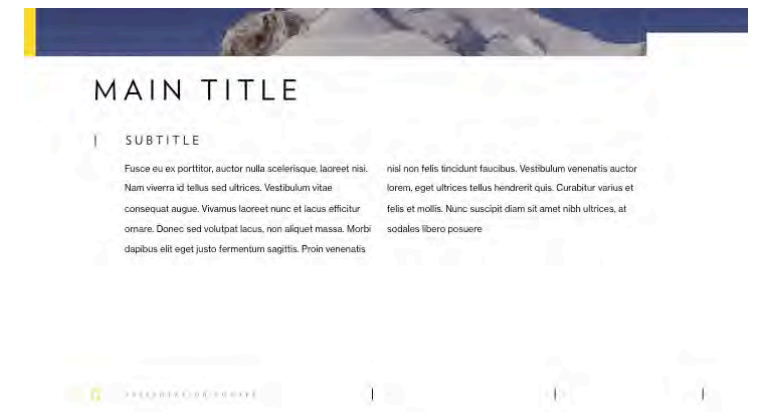 MAIN TITLE
SUBTITLE
Fusce eu ex porttitor, auctor nulla scelerisque, laoreet nisi.
Nam viverra id tellus sed ultrices. Vestibulum vitae
consequat augue. Vivamus laoreet nunc et lacus efficitur
ornare. Donec sed volutpat lacus, non aliquet massa. Morbi
dapibus elit eget justo fermentum sagittis. Proin venenatis
nisl non felis tincidunt faucibus. Vestibulum venenatis auctor
lorem, eget ultrices tellus hendrerit quis. Curabitur varius et
felis et mollis. Nunc suscipit diam sit amet nibh ultrices, at
sodales libero posuere